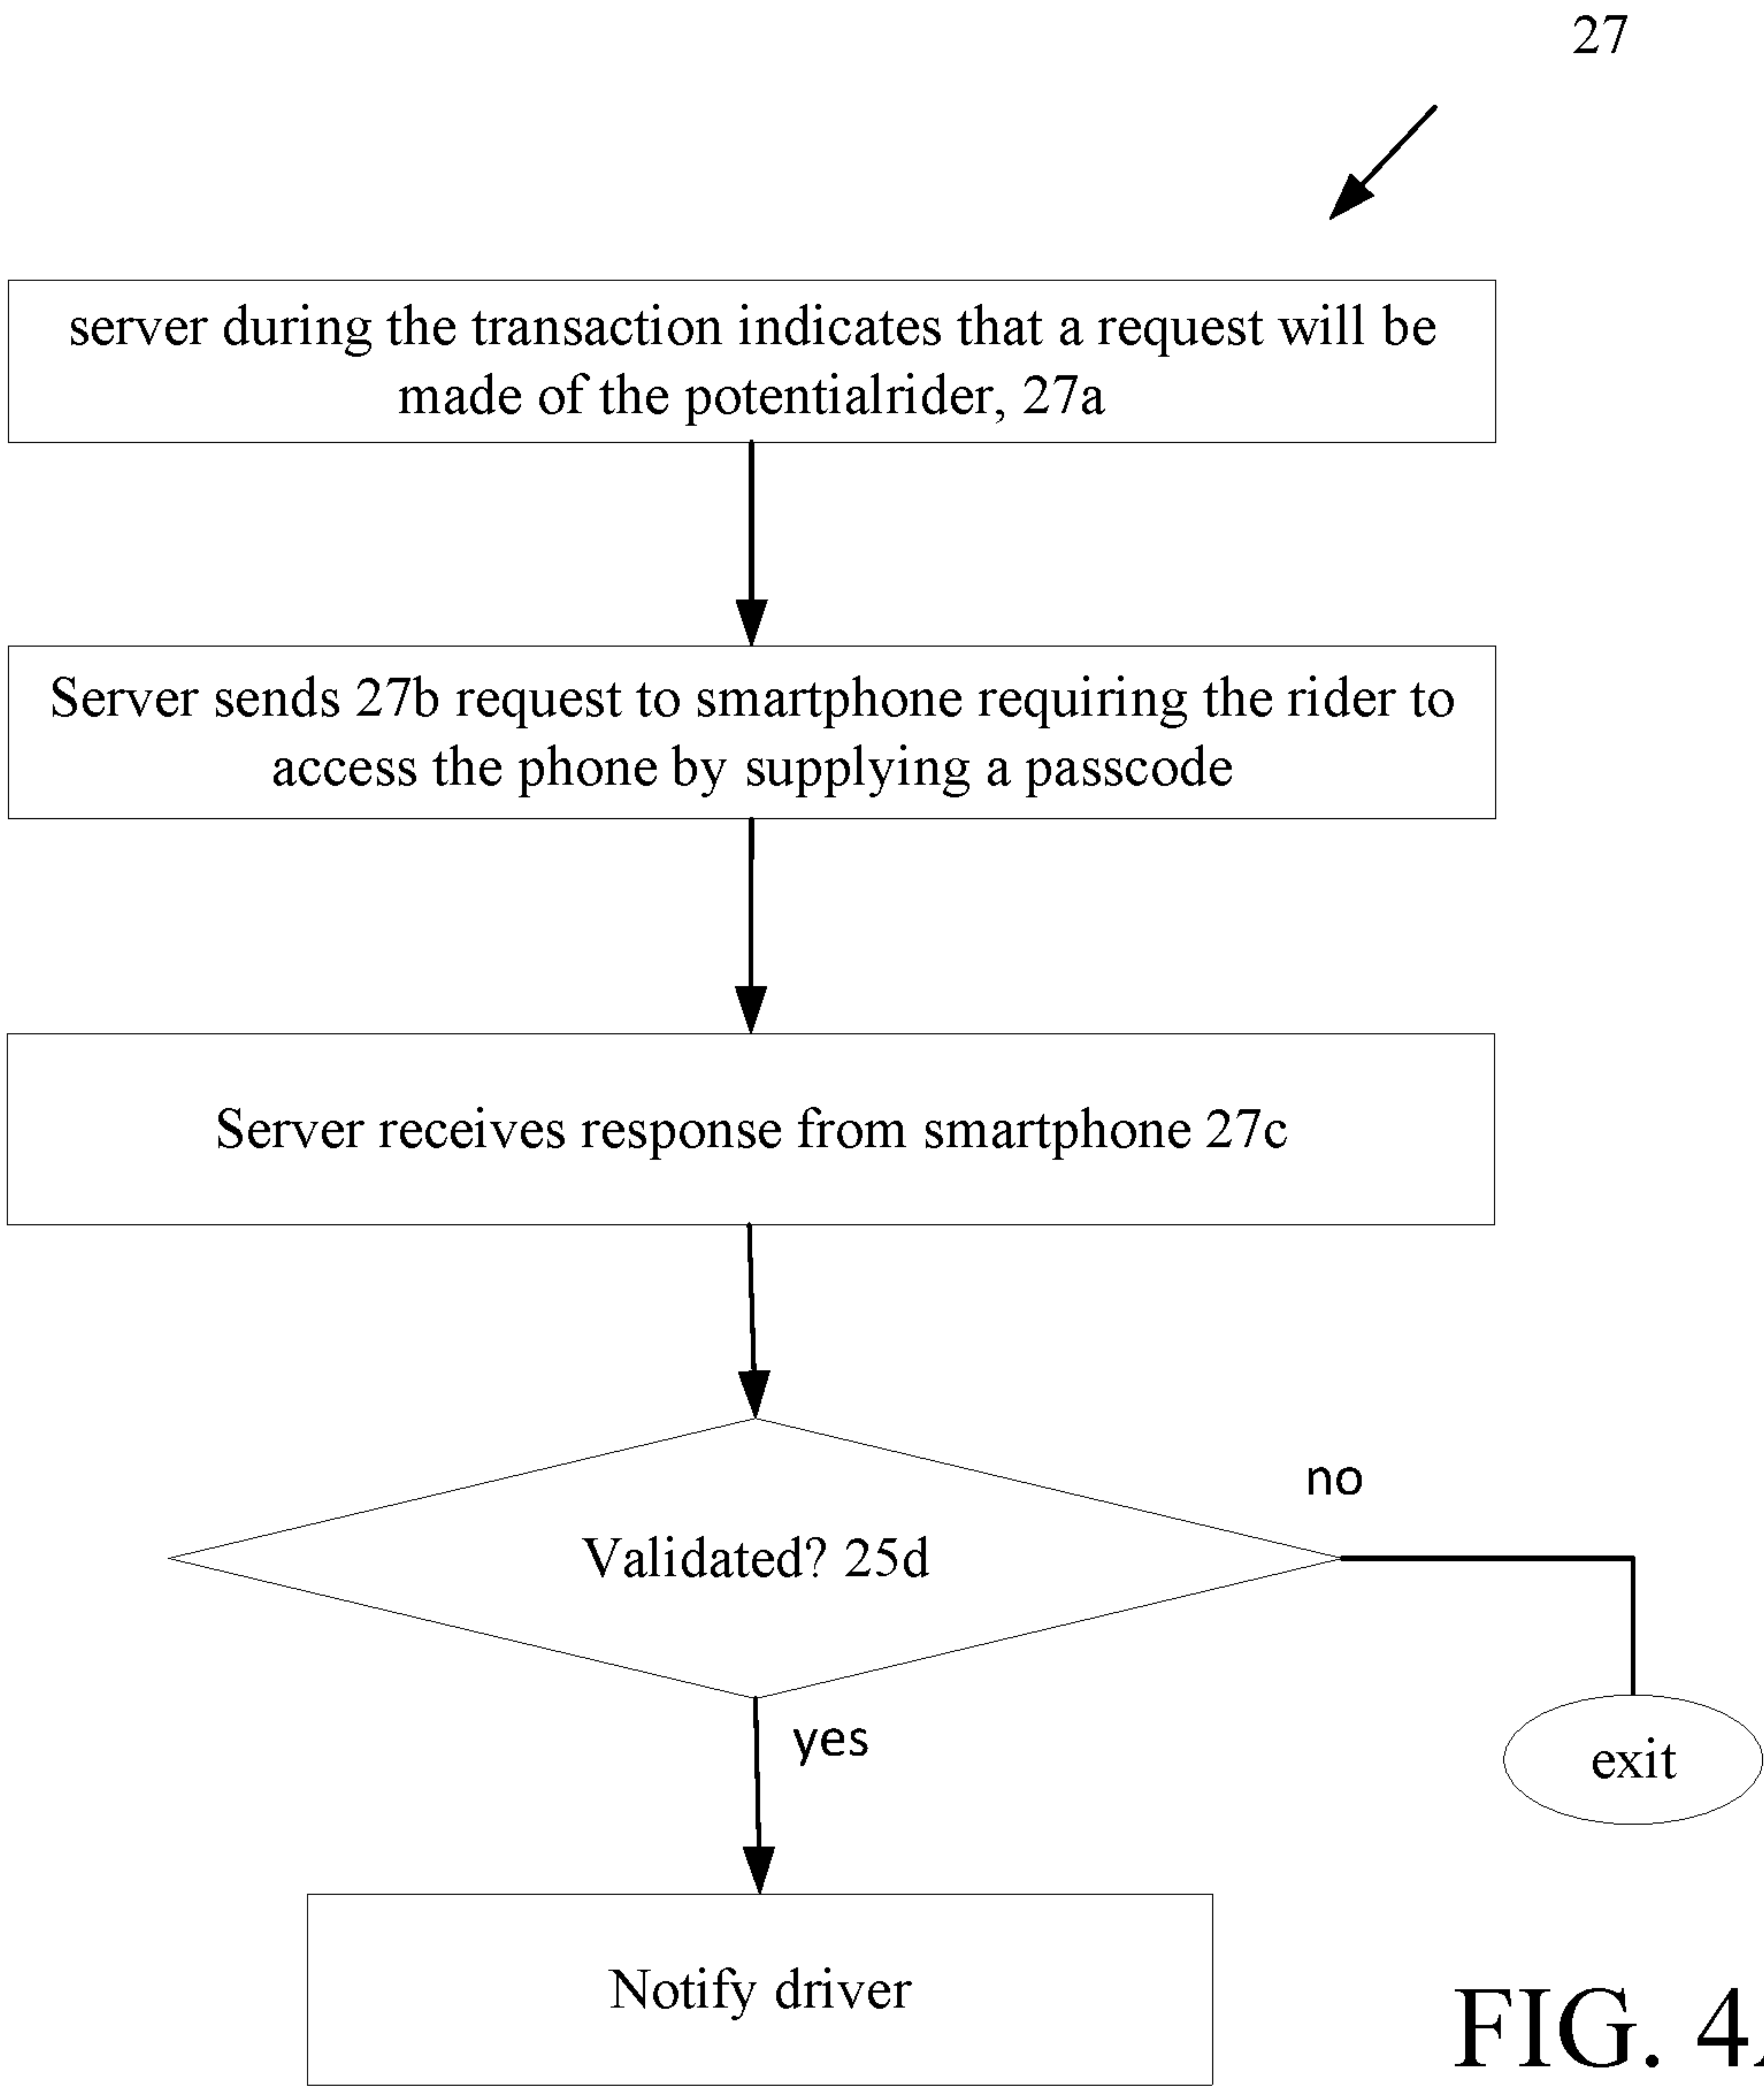 27
server during the transaction indicates that a request will be
made of the potentialrider, 27a
Server sends 27b request to smartphone requiring the rider to
access the phone by supplying a passcode
Server receives response from smartphone 27c
no
Validated? 25d
yes
exit
Notify driver
FIG. 4